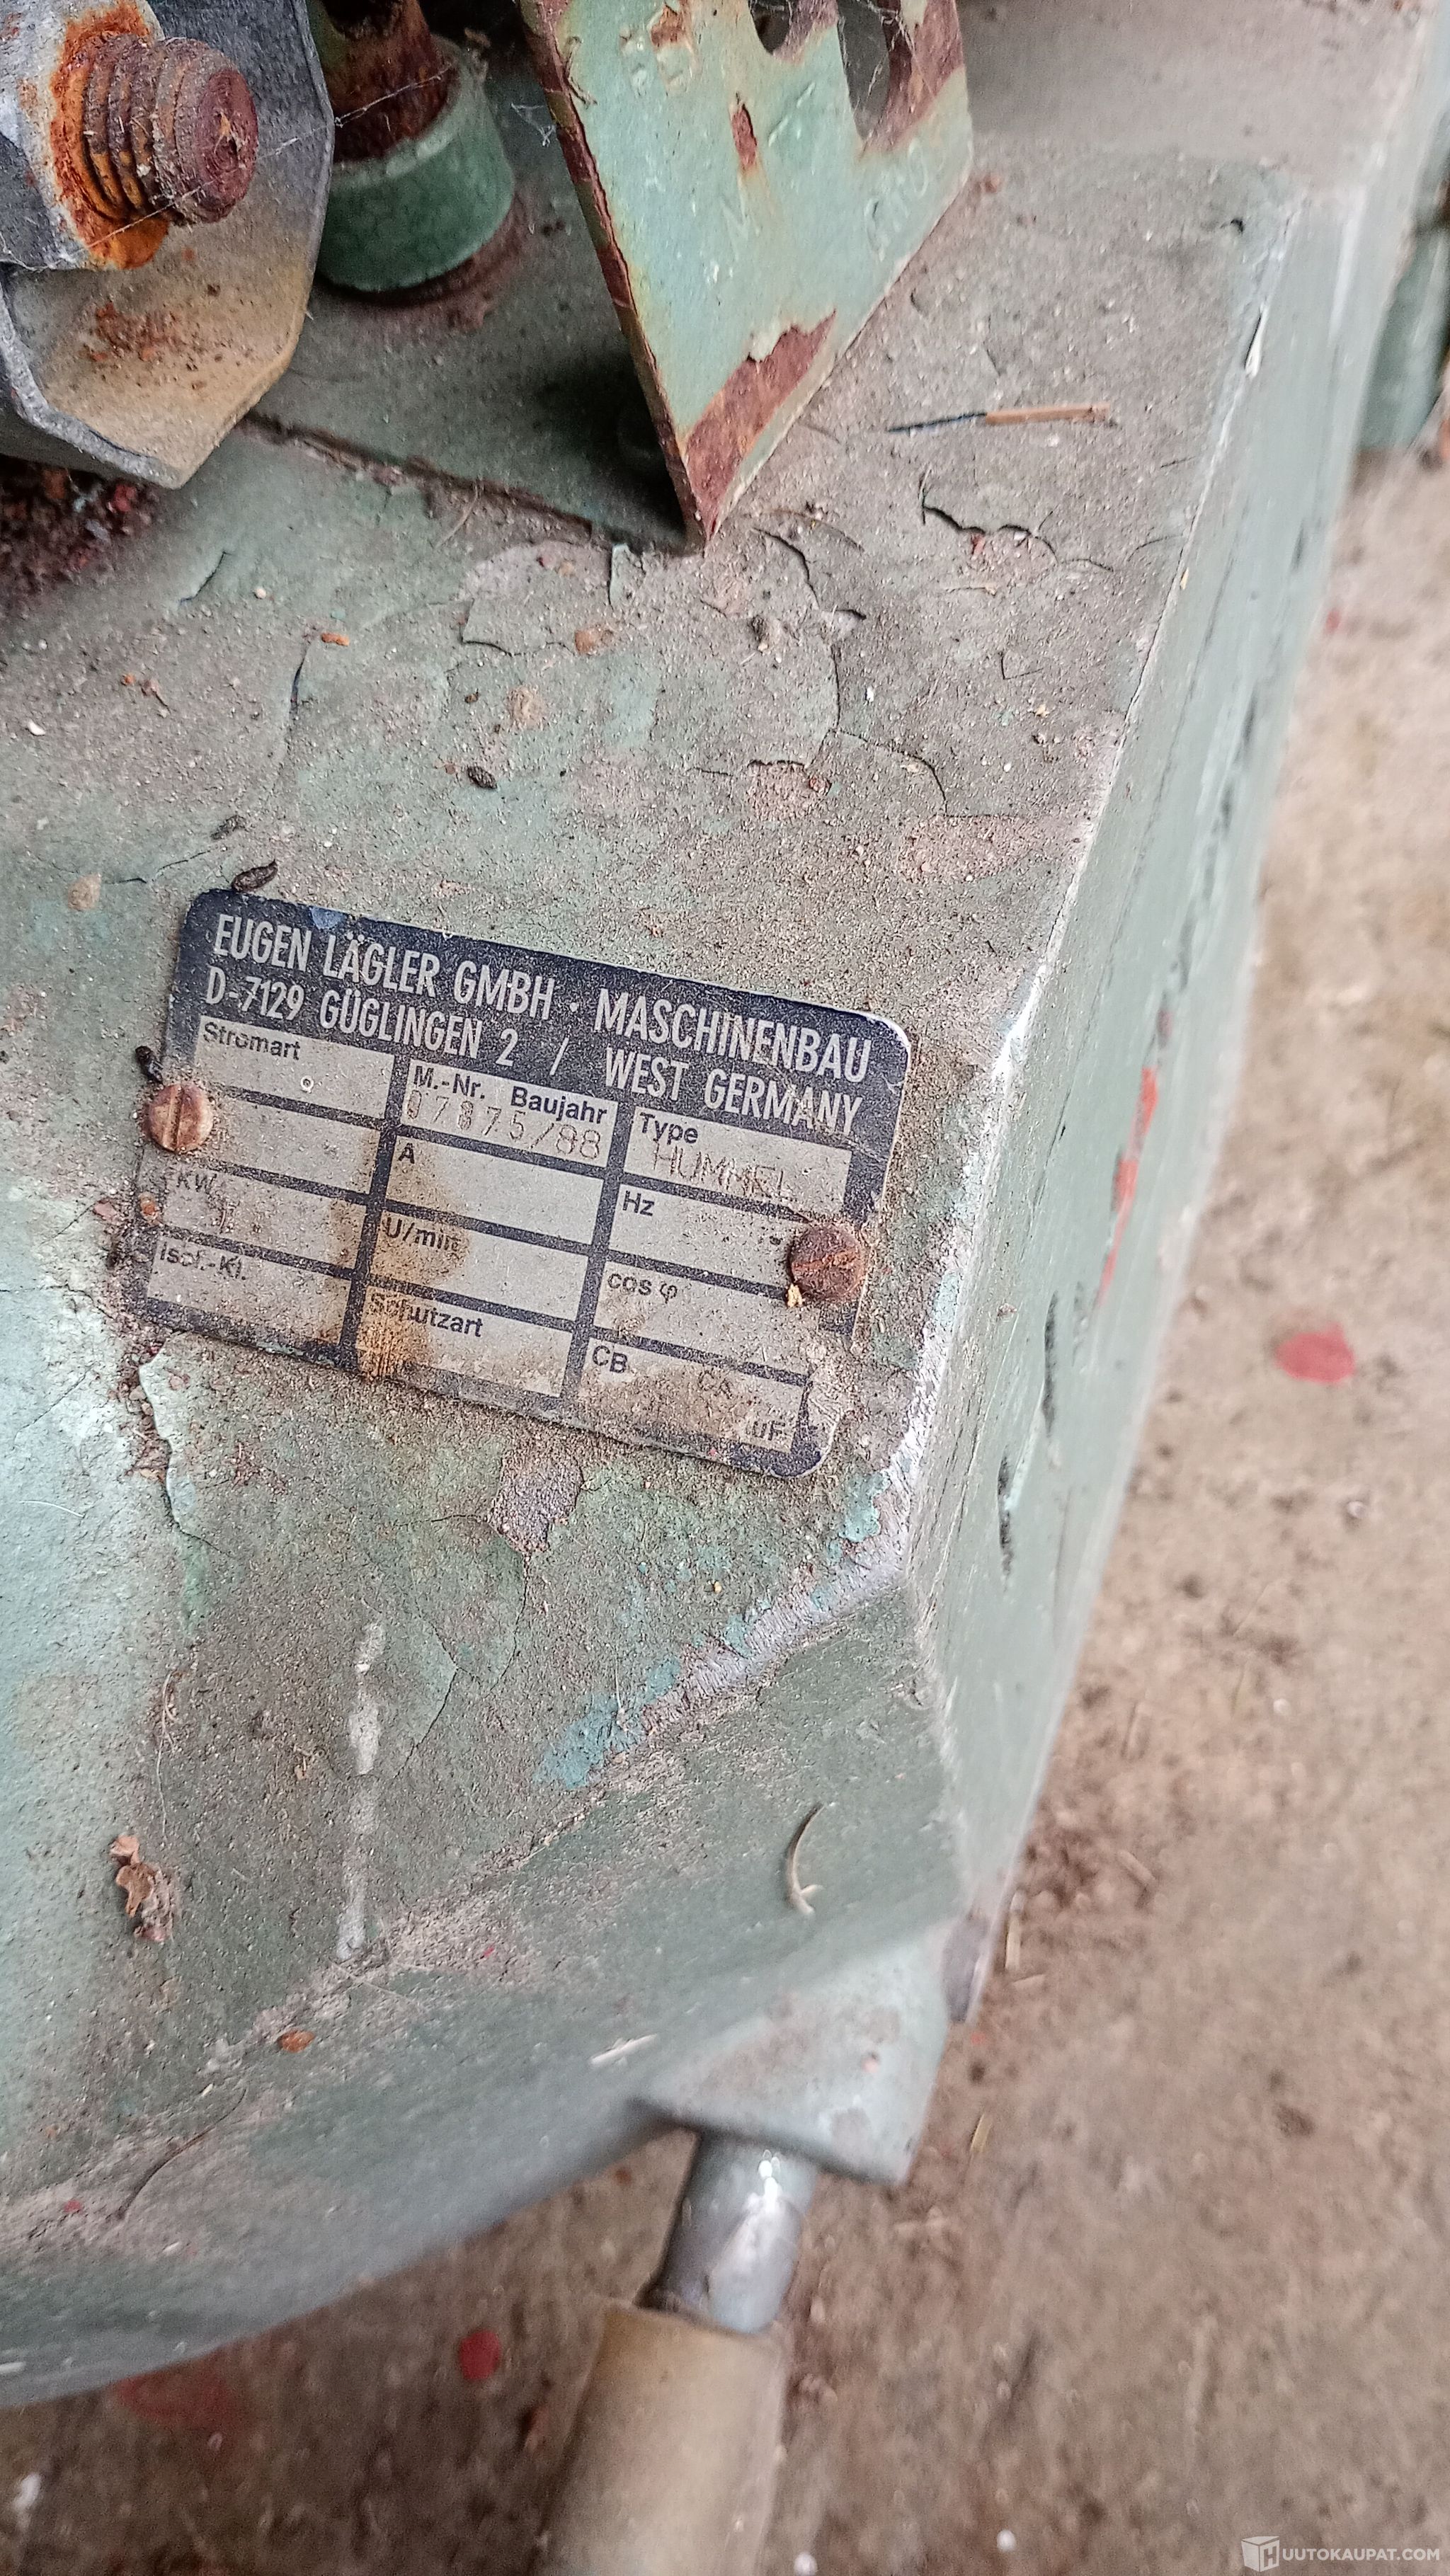 EUGEN LÄGLER GMBH · MASCHINENBAU
D-7129 GÜGLINGEN 2 / WEST GERMANY
Stromart M.-Nr. Baujahr Type
07875/88 HUMMEL
A Hz
KW U/min cos φ
Isol.-Kl. Schutzart CB
uF
HUUTOKAUPAT.COM